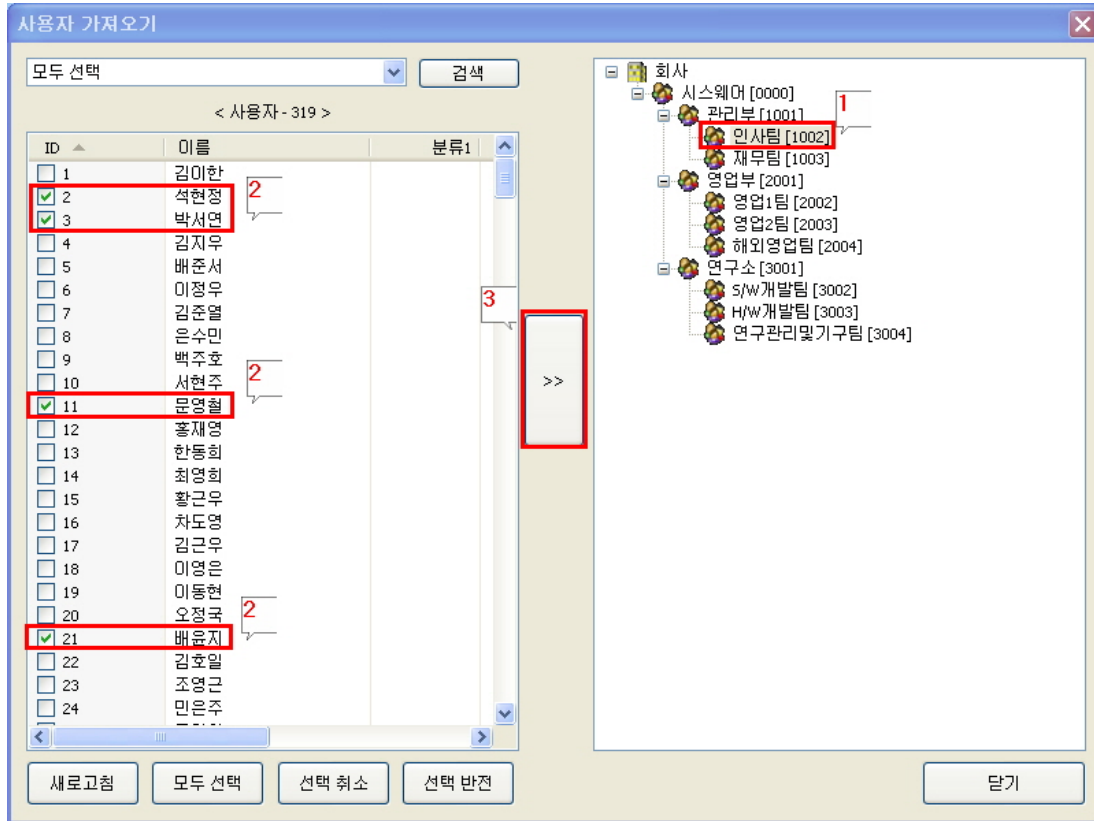 사용자 가져오기
모두 선택
검색
< 사용자 - 319 >
ID 이름 분류1
1 김이한
2 석현정
3 박서연
4 김지우
5 배준서
6 이정우
7 김준열
8 은수민
9 백주호
10 서현주
11 문영철
12 홍재영
13 한동희
14 최영희
15 황근우
16 차도영
17 김근우
18 이영은
19 이동현
20 오정국
21 배윤지
22 김호일
23 조영근
24 민은주
2
2
2
3
>>
1
회사
시스웨어 [0000]
관리부 [1001]
인사팀 [1002]
재무팀 [1003]
영업부 [2001]
영업1팀 [2002]
영업2팀 [2003]
해외영업팀 [2004]
연구소 [3001]
S/W개발팀 [3002]
H/W개발팀 [3003]
연구관리및기구팀 [3004]
새로고침
모두 선택
선택 취소
선택 반전
닫기